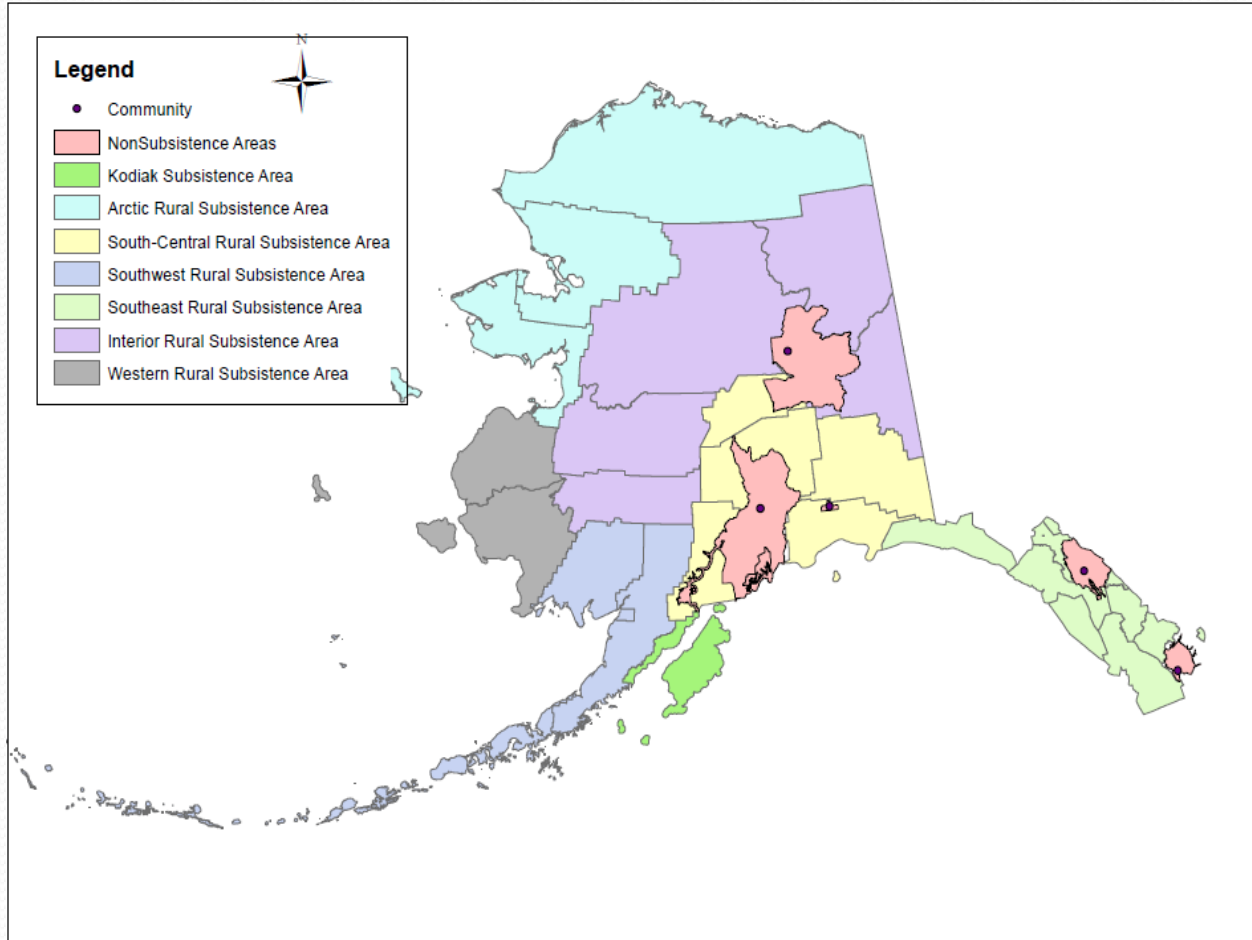 N
Legend
Community
NonSubsistence Areas
Kodiak Subsistence Area
Arctic Rural Subsistence Area
South-Central Rural Subsistence Area
Southwest Rural Subsistence Area
Southeast Rural Subsistence Area
Interior Rural Subsistence Area
Western Rural Subsistence Area